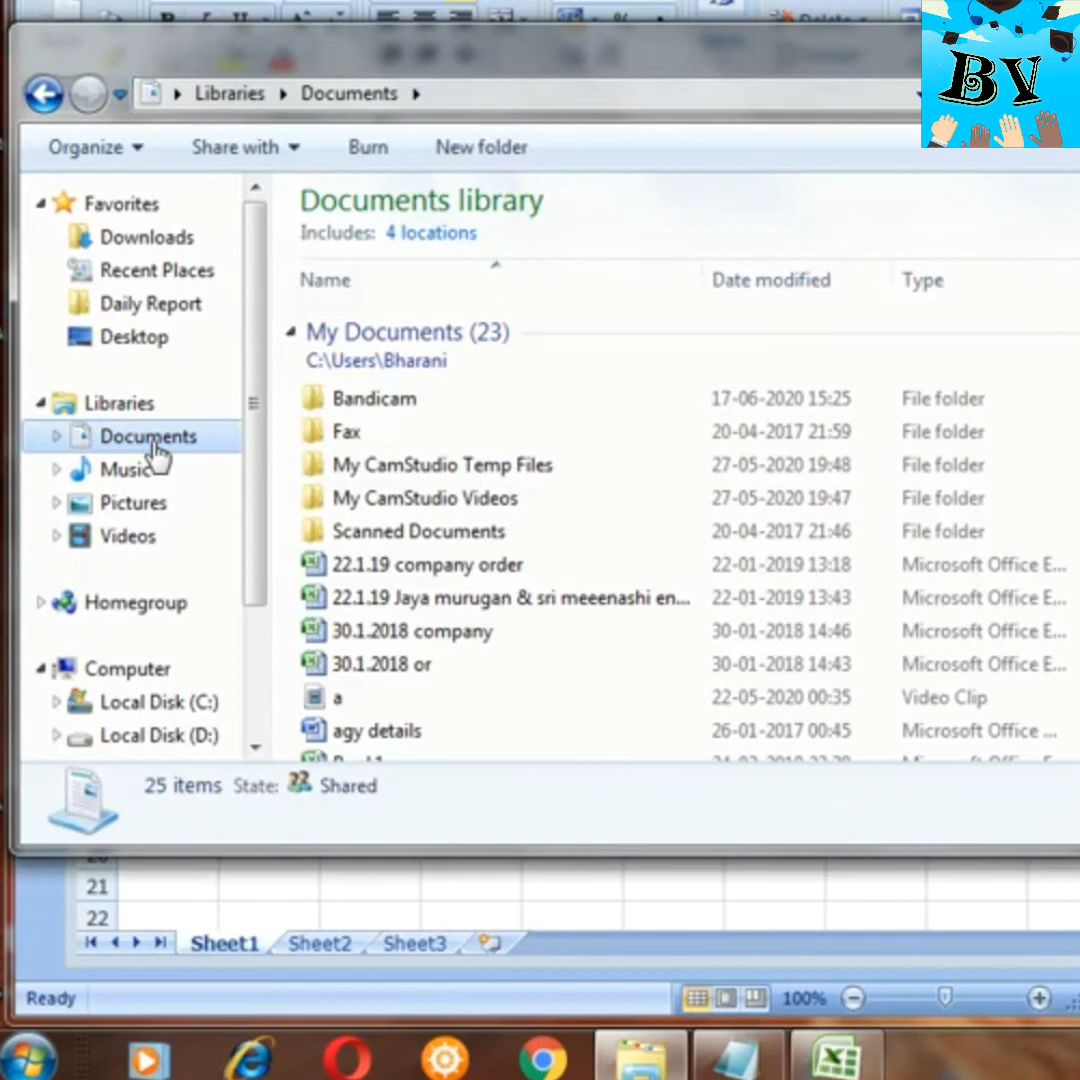 Delete
BV
Libraries Documents
Organize Share with Burn New folder
Favorites
Downloads
Recent Places
Daily Report
Desktop
Libraries
Documents
Music
Pictures
Videos
Homegroup
Computer
Local Disk (C:)
Local Disk (D:)
Documents library
Includes: 4 locations
Name Date modified Type
My Documents (23)
C:\Users\Bharani
Bandicam 17-06-2020 15:25 File folder
Fax 20-04-2017 21:59 File folder
My CamStudio Temp Files 27-05-2020 19:48 File folder
My CamStudio Videos 27-05-2020 19:47 File folder
Scanned Documents 20-04-2017 21:46 File folder
22.1.19 company order 22-01-2019 13:18 Microsoft Office E...
22.1.19 Jaya murugan & sri meeenashi en... 22-01-2019 13:43 Microsoft Office E...
30.1.2018 company 30-01-2018 14:46 Microsoft Office E...
30.1.2018 or 30-01-2018 14:43 Microsoft Office E...
a 22-05-2020 00:35 Video Clip
agy details 26-01-2017 00:45 Microsoft Office ...
25 items State: Shared
21
22
Sheet1 Sheet2 Sheet3
Ready 100%